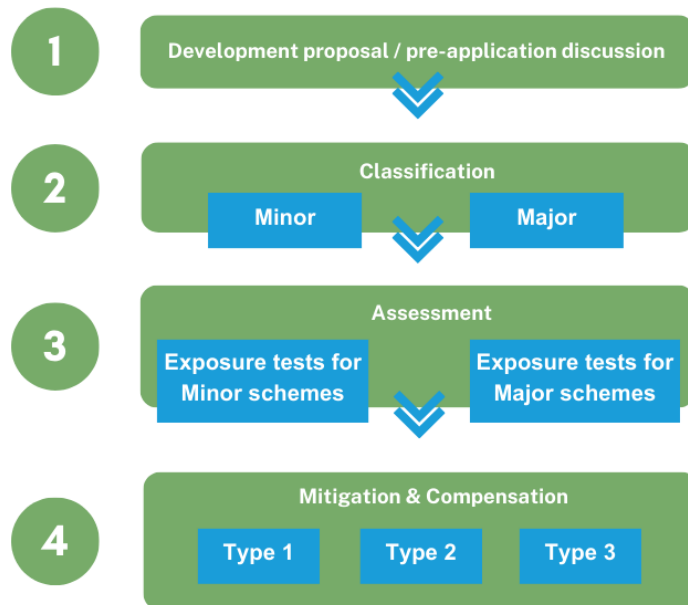 1
Development proposal / pre-application discussion
2
Classification
Minor
Major
3
Assessment
Exposure tests for
Minor schemes
Exposure tests for
Major schemes
4
Mitigation & Compensation
Type 1
Type 2
Type 3